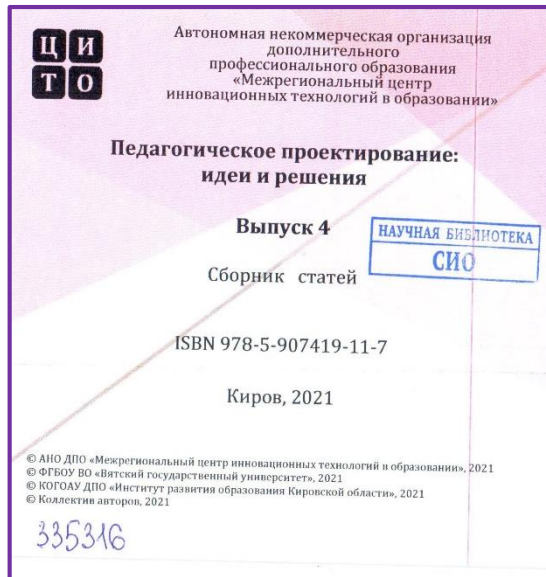 ЦИ
ТО
Автономная некоммерческая организация
дополнительного
профессионального образования
«Межрегиональный центр
инновационных технологий в образовании»
Педагогическое проектирование:
идеи и решения
Выпуск 4
НАУЧНАЯ БИБЛИОТЕКА
СИО
Сборник статей
ISBN 978-5-907419-11-7
Киров, 2021
© АНО ДПО «Межрегиональный центр инновационных технологий в образовании», 2021
© ФГБОУ ВО «Вятский государственный университет», 2021
© КОГОАУ ДПО «Институт развития образования Кировской области», 2021
© Коллектив авторов, 2021
335316